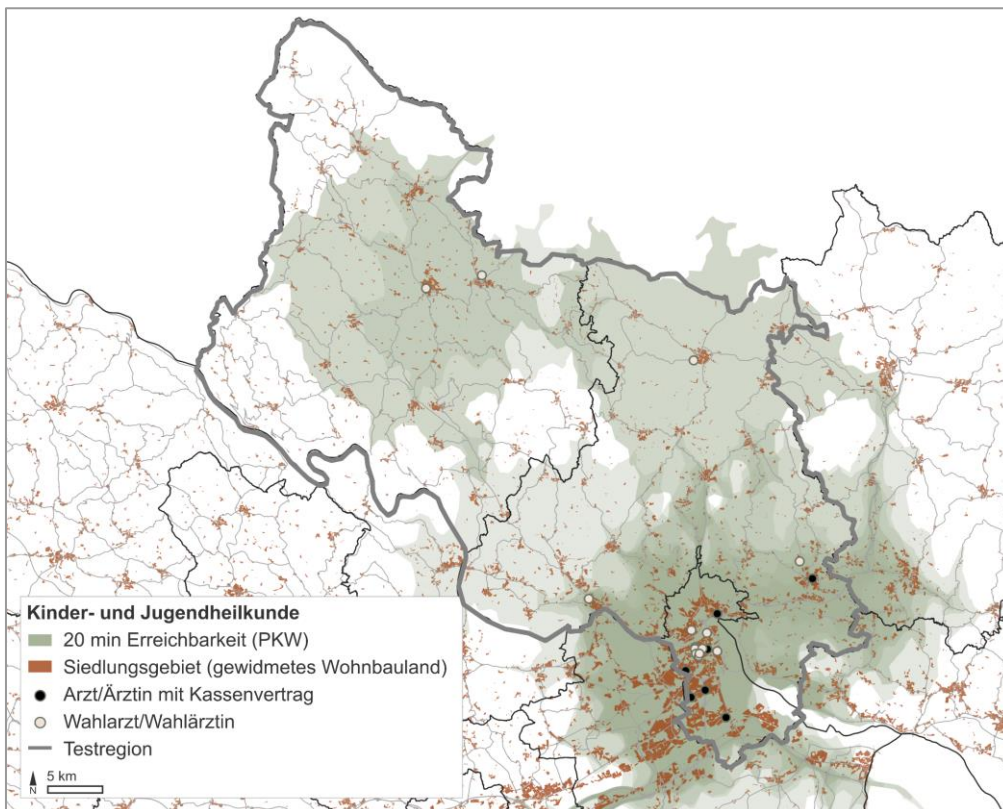 Kinder- und Jugendheilkunde
20 min Erreichbarkeit (PKW)
Siedlungsgebiet (gewidmetes Wohnbauland)
Arzt/Ärztin mit Kassenvertrag
Wahlarzt/Wahlärztin
Testregion
N
5 km